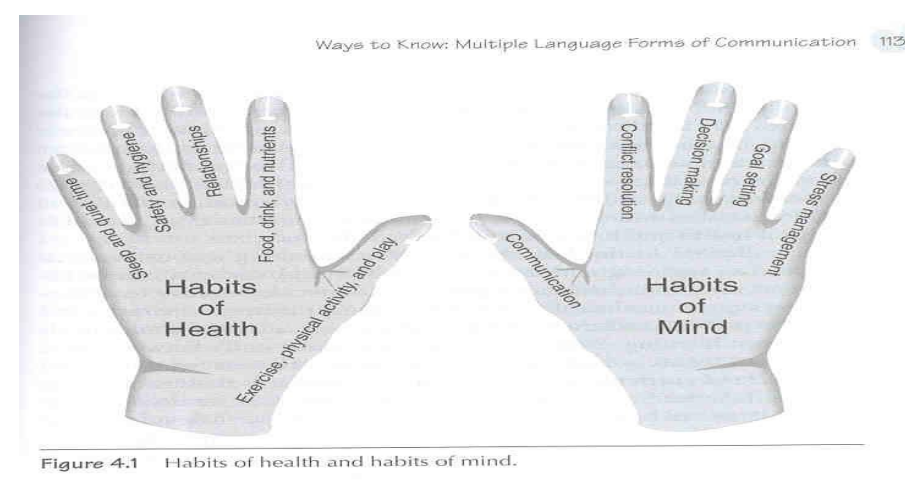 Ways to Know: Multiple Language Forms of Communication 113
Sleep and quiet time
Safety and hygiene
Relationships
Food, drink, and nutrients
Exercise, physical activity, and play
Habits
of
Health
Communication
Conflict resolution
Decision making
Goal setting
Stress management
Habits
of
Mind
Figure 4.1 Habits of health and habits of mind.